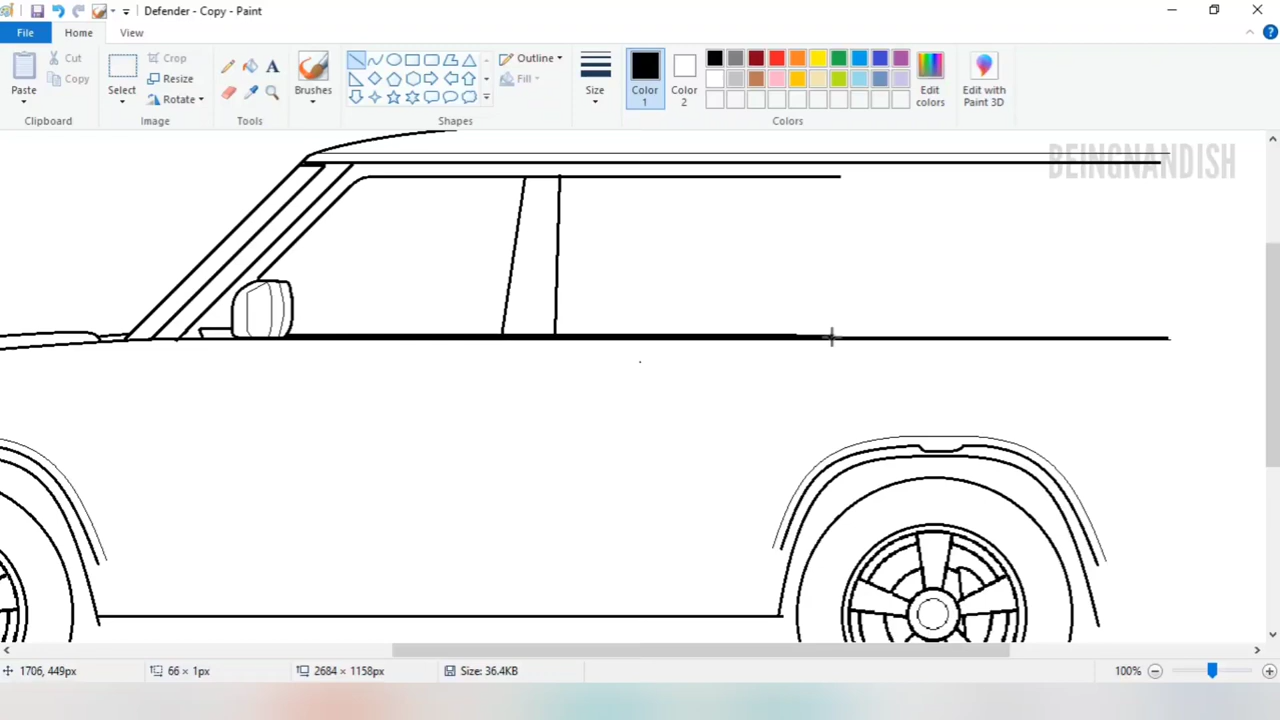 Defender - Copy - Paint
File
Home
View
Paste
Cut
Copy
Clipboard
Select
Crop
Resize
Rotate
Image
A
Tools
Brushes
Shapes
Outline
Fill
Size
Color 1
Color 2
Edit colors
Colors
Edit with Paint 3D
BEINGNANDISH
1706, 449px
66 × 1px
2684 × 1158px
Size: 36.4KB
100%